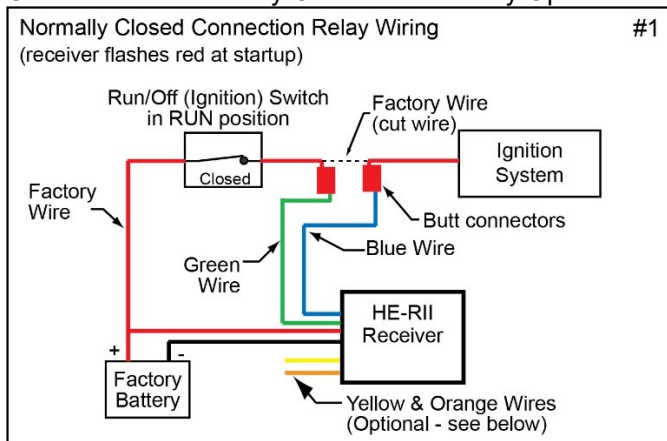 Normally Closed Connection Relay Wiring #1
(receiver flashes red at startup)
Run/Off (Ignition) Switch
in RUN position
Factory Wire
(cut wire)
Ignition
System
Closed
Factory
Wire
Butt connectors
Green
Wire
Blue Wire
HE-RII
Receiver
+ -
Factory
Battery
Yellow & Orange Wires
(Optional - see below)